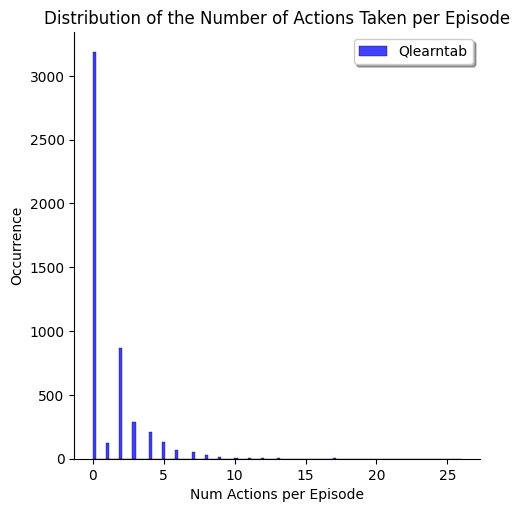 Distribution of the Number of Actions Taken per Episode
Qlearntab
3000
2500
2000
1500
1000
500
0
Occurrence
0 5 10 15 20 25
Num Actions per Episode